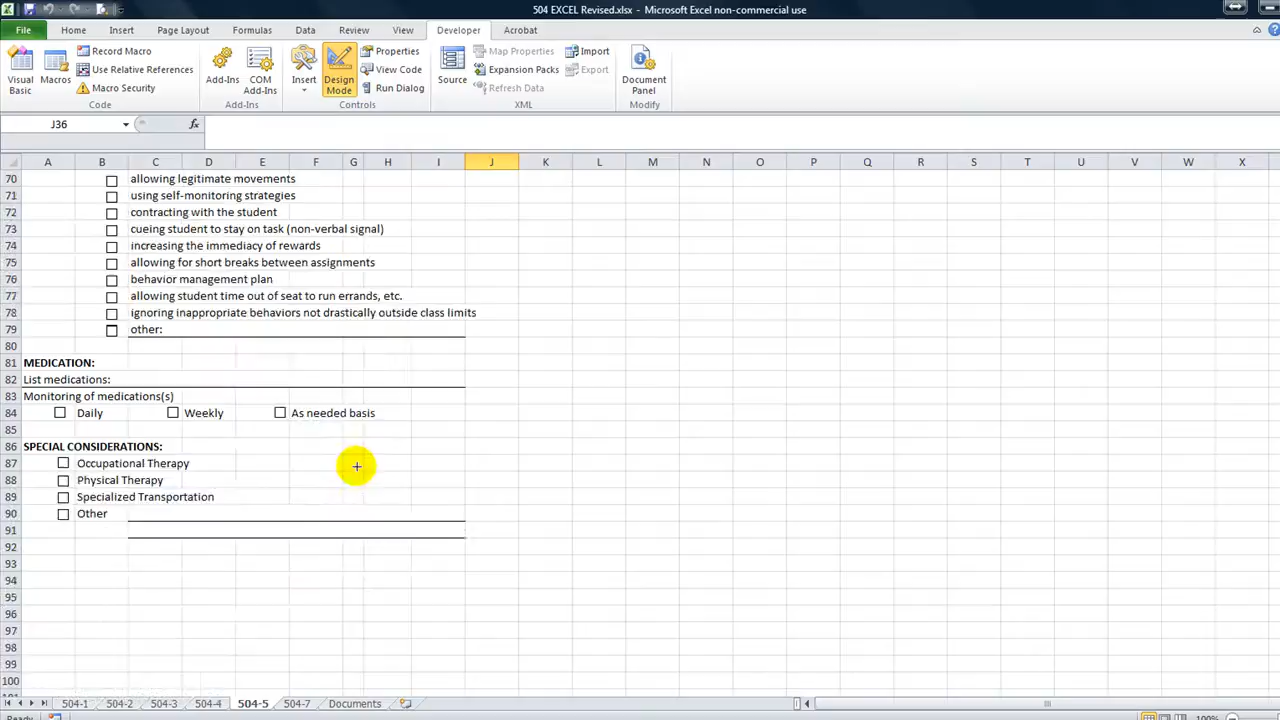 504 EXCEL Revised.xlsx - Microsoft Excel non-commercial use
File Home Insert Page Layout Formulas Data Review View Developer Acrobat
Visual Basic
Macros
Record Macro
Use Relative References
Macro Security
Code
Add-Ins
COM Add-Ins
Add-Ins
Insert
Design Mode
Properties
View Code
Run Dialog
Controls
Source
Map Properties
Expansion Packs
Refresh Data
Import
Export
XML
Document Panel
Modify
J36 fx
A B C D E F G H I J K L M N O P Q R S T U V W X
70 allowing legitimate movements
71 using self-monitoring strategies
72 contracting with the student
73 cueing student to stay on task (non-verbal signal)
74 increasing the immediacy of rewards
75 allowing for short breaks between assignments
76 behavior management plan
77 allowing student time out of seat to run errands, etc.
78 ignoring inappropriate behaviors not drastically outside class limits
79 other:
80
81 MEDICATION:
82 List medications:
83 Monitoring of medications(s)
84 Daily Weekly As needed basis
85
86 SPECIAL CONSIDERATIONS:
87 Occupational Therapy
88 Physical Therapy
89 Specialized Transportation
90 Other
91
92
93
94
95
96
97
98
99
100
504-1 504-2 504-3 504-4 504-5 504-7 Documents
Ready 100%